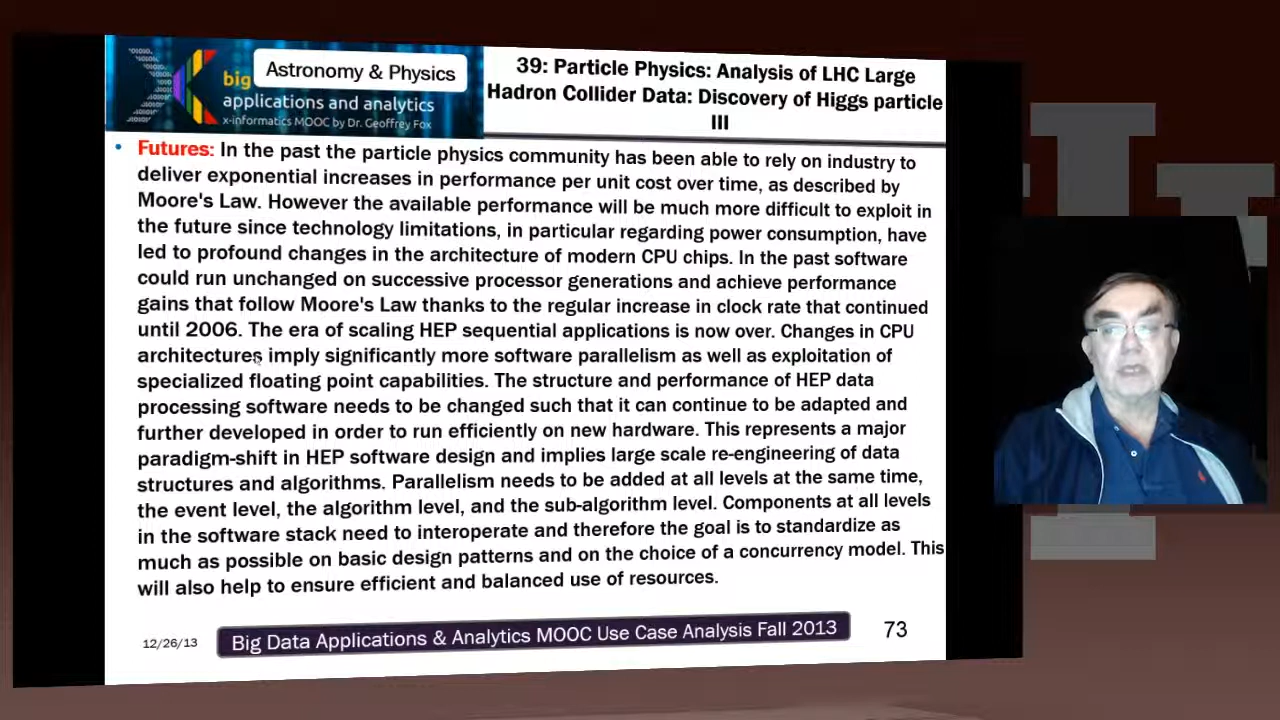 big
Astronomy & Physics
applications and analytics
x-informatics MOOC by Dr. Geoffrey Fox
39: Particle Physics: Analysis of LHC Large
Hadron Collider Data: Discovery of Higgs particle
III
• Futures: In the past the particle physics community has been able to rely on industry to
deliver exponential increases in performance per unit cost over time, as described by
Moore's Law. However the available performance will be much more difficult to exploit in
the future since technology limitations, in particular regarding power consumption, have
led to profound changes in the architecture of modern CPU chips. In the past software
could run unchanged on successive processor generations and achieve performance
gains that follow Moore's Law thanks to the regular increase in clock rate that continued
until 2006. The era of scaling HEP sequential applications is now over. Changes in CPU
architectures imply significantly more software parallelism as well as exploitation of
specialized floating point capabilities. The structure and performance of HEP data
processing software needs to be changed such that it can continue to be adapted and
further developed in order to run efficiently on new hardware. This represents a major
paradigm-shift in HEP software design and implies large scale re-engineering of data
structures and algorithms. Parallelism needs to be added at all levels at the same time,
the event level, the algorithm level, and the sub-algorithm level. Components at all levels
in the software stack need to interoperate and therefore the goal is to standardize as
much as possible on basic design patterns and on the choice of a concurrency model. This
will also help to ensure efficient and balanced use of resources.
12/26/13
Big Data Applications & Analytics MOOC Use Case Analysis Fall 2013
73